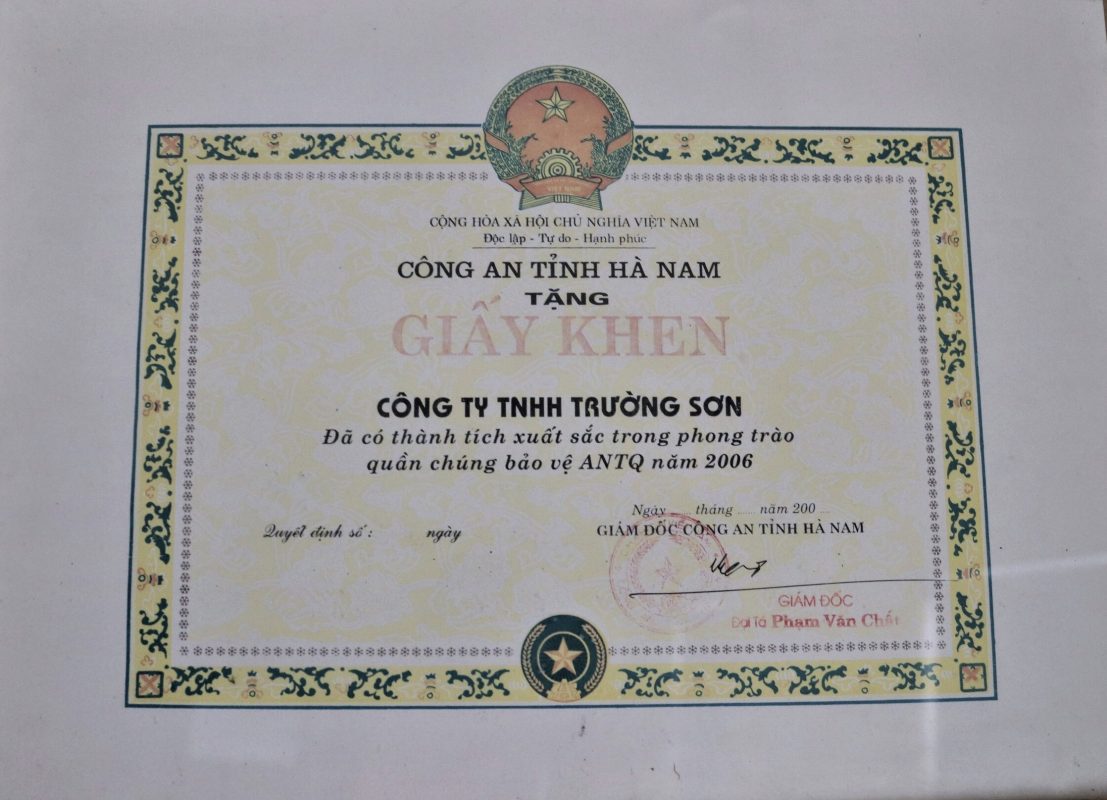 VIỆT NAM
CỘNG HÒA XÃ HỘI CHỦ NGHĨA VIỆT NAM
Độc lập - Tự do - Hạnh phúc
CÔNG AN TỈNH HÀ NAM
TẶNG
GIẤY KHEN
CÔNG TY TNHH TRƯỜNG SƠN
Đã có thành tích xuất sắc trong phong trào
quần chúng bảo vệ ANTQ năm 2006
Ngày ...... tháng ...... năm 200 ...
Quyết định số : ngày
GIÁM ĐỐC CÔNG AN TỈNH HÀ NAM
GIÁM ĐỐC
Đại tá Phạm Văn Chất